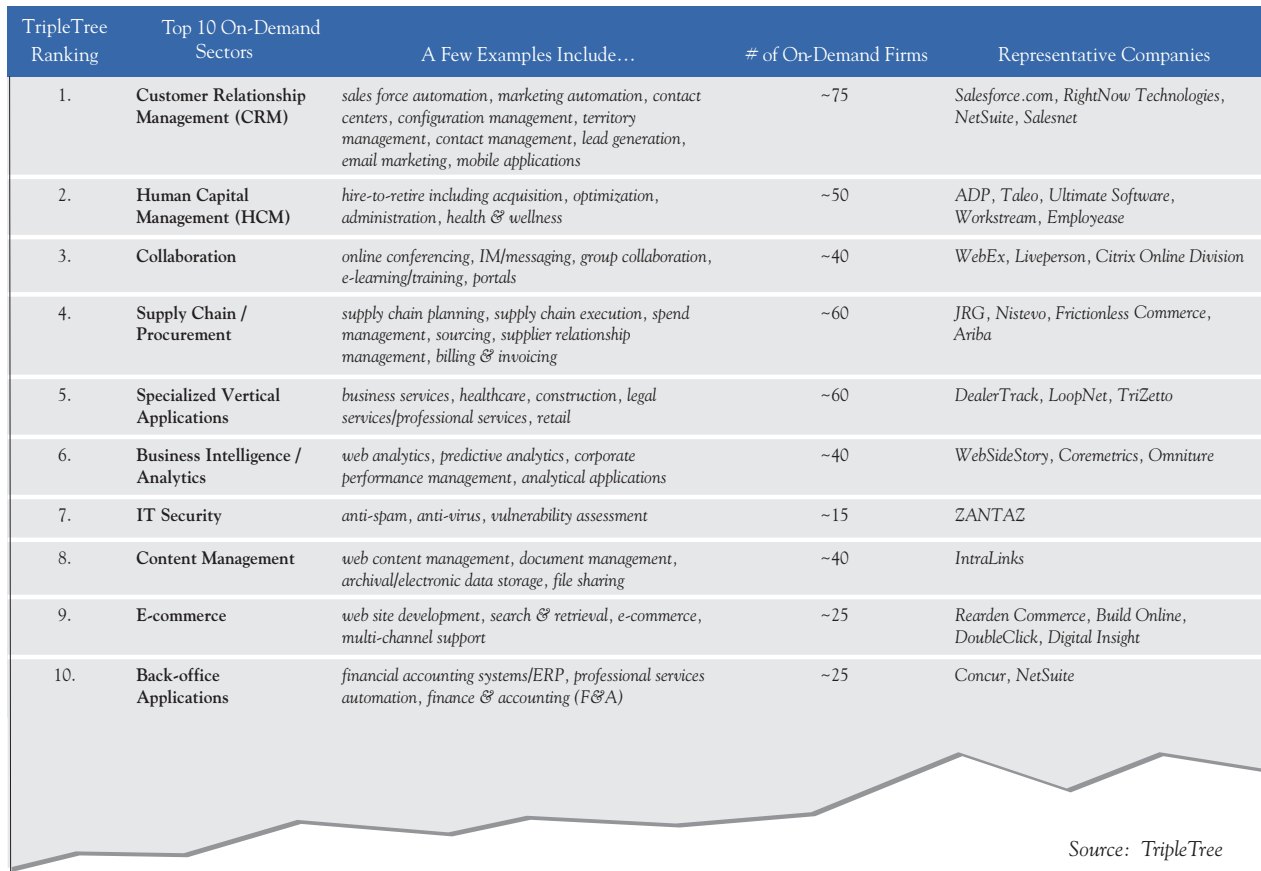 TripleTree Ranking
Top 10 On-Demand Sectors
A Few Examples Include…
# of On-Demand Firms
Representative Companies
1.
Customer Relationship
Management (CRM)
sales force automation, marketing automation, contact
centers, configuration management, territory
management, contact management, lead generation,
email marketing, mobile applications
~75
Salesforce.com, RightNow Technologies,
NetSuite, Salesnet
2.
Human Capital
Management (HCM)
hire-to-retire including acquisition, optimization,
administration, health & wellness
~50
ADP, Taleo, Ultimate Software,
Workstream, Employease
3.
Collaboration
online conferencing, IM/messaging, group collaboration,
e-learning/training, portals
~40
WebEx, Liveperson, Citrix Online Division
4.
Supply Chain /
Procurement
supply chain planning, supply chain execution, spend
management, sourcing, supplier relationship
management, billing & invoicing
~60
JRG, Nistevo, Frictionless Commerce,
Ariba
5.
Specialized Vertical
Applications
business services, healthcare, construction, legal
services/professional services, retail
~60
DealerTrack, LoopNet, TriZetto
6.
Business Intelligence /
Analytics
web analytics, predictive analytics, corporate
performance management, analytical applications
~40
WebSideStory, Coremetrics, Omniture
7.
IT Security
anti-spam, anti-virus, vulnerability assessment
~15
ZANTAZ
8.
Content Management
web content management, document management,
archival/electronic data storage, file sharing
~40
IntraLinks
9.
E-commerce
web site development, search & retrieval, e-commerce,
multi-channel support
~25
Rearden Commerce, Build Online,
DoubleClick, Digital Insight
10.
Back-office
Applications
financial accounting systems/ERP, professional services
automation, finance & accounting (F&A)
~25
Concur, NetSuite
Source: TripleTree